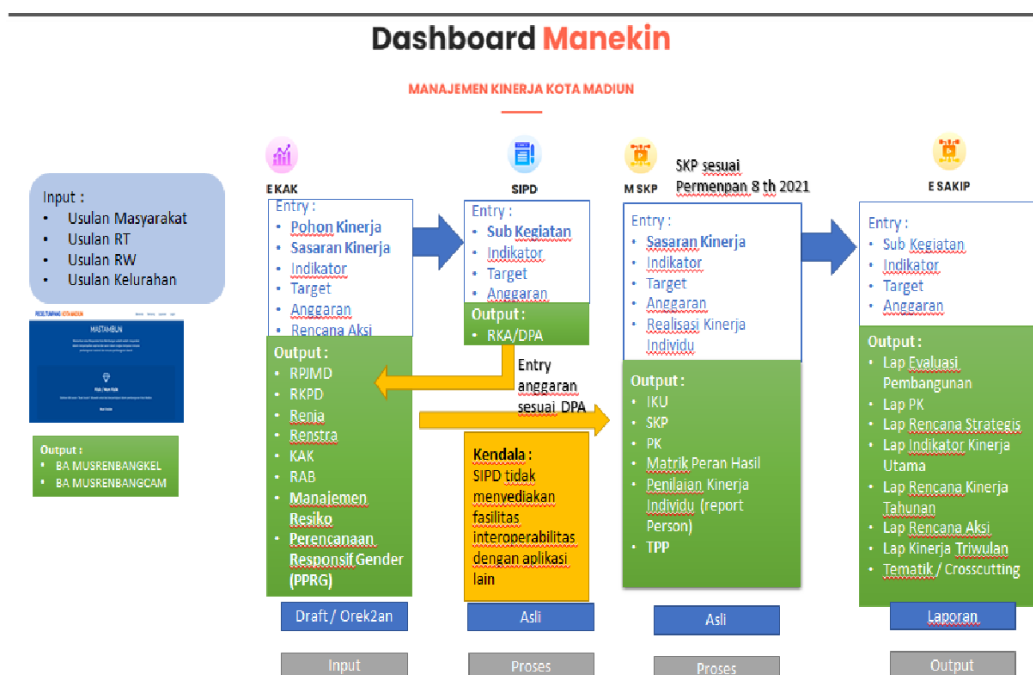 Dashboard Manekin
MANAJEMEN KINERJA KOTA MADIUN
Input :
• Usulan Masyarakat
• Usulan RT
• Usulan RW
• Usulan Kelurahan
MASTAMBUN
Output :
• BA MUSRENBANGKEL
• BA MUSRENBANGCAM
E KAK
Entry :
• Pohon Kinerja
• Sasaran Kinerja
• Indikator
• Target
• Anggaran
• Rencana Aksi
Output :
• RPJMD
• RKPD
• Renja
• Renstra
• KAK
• RAB
• Manajemen
Resiko
• Perencanaan
Responsif Gender
(PPRG)
Draft / Orek2an
Input
SIPD
Entry :
• Sub Kegiatan
• Indikator
• Target
• Anggaran
Output :
• RKA/DPA
Entry
anggaran
sesuai DPA
Kendala :
SIPD tidak
menyediakan
fasilitas
interoperabilitas
dengan aplikasi
lain
Asli
Proses
M SKP
SKP sesuai
Permenpan 8 th 2021
Entry :
• Sasaran Kinerja
• Indikator
• Target
• Anggaran
• Realisasi Kinerja
Individu
Output :
• IKU
• SKP
• PK
• Matrik Peran Hasil
• Penilaian Kinerja
Individu (report
Person)
• TPP
Asli
Proses
E SAKIP
Entry :
• Sub Kegiatan
• Indikator
• Target
• Anggaran
Output :
• Lap Evaluasi
Pembangunan
• Lap PK
• Lap Rencana Strategis
• Lap Indikator Kinerja
Utama
• Lap Rencana Kinerja
Tahunan
• Lap Rencana Aksi
• Lap Kinerja Triwulan
• Tematik / Crosscutting
Laporan
Output